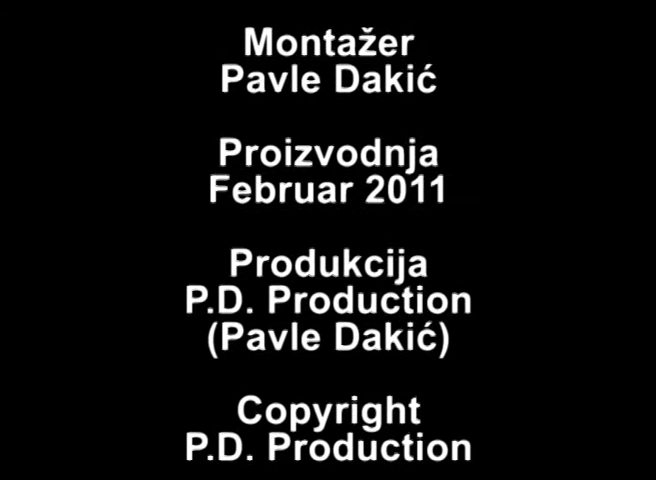 Montažer
Pavle Dakić
Proizvodnja
Februar 2011
Produkcija
P.D. Production
(Pavle Dakić)
Copyright
P.D. Production